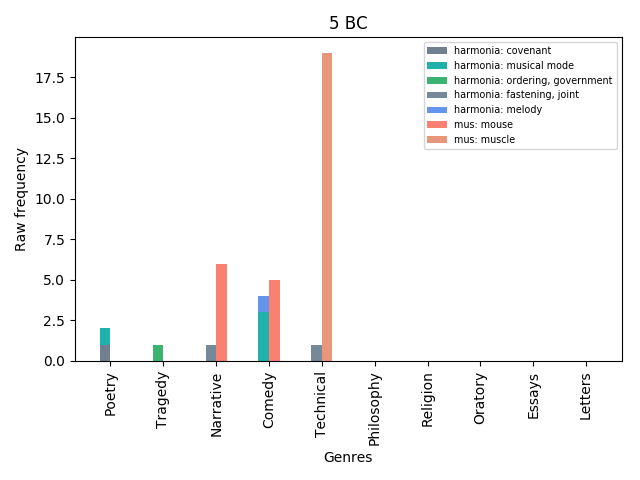 5 BC
harmonia: covenant
harmonia: musical mode
harmonia: ordering, government
harmonia: fastening, joint
harmonia: melody
mus: mouse
mus: muscle
Raw frequency
17.5
15.0
12.5
10.0
7.5
5.0
2.5
0.0
Poetry
Tragedy
Narrative
Comedy
Technical
Philosophy
Religion
Oratory
Essays
Letters
Genres